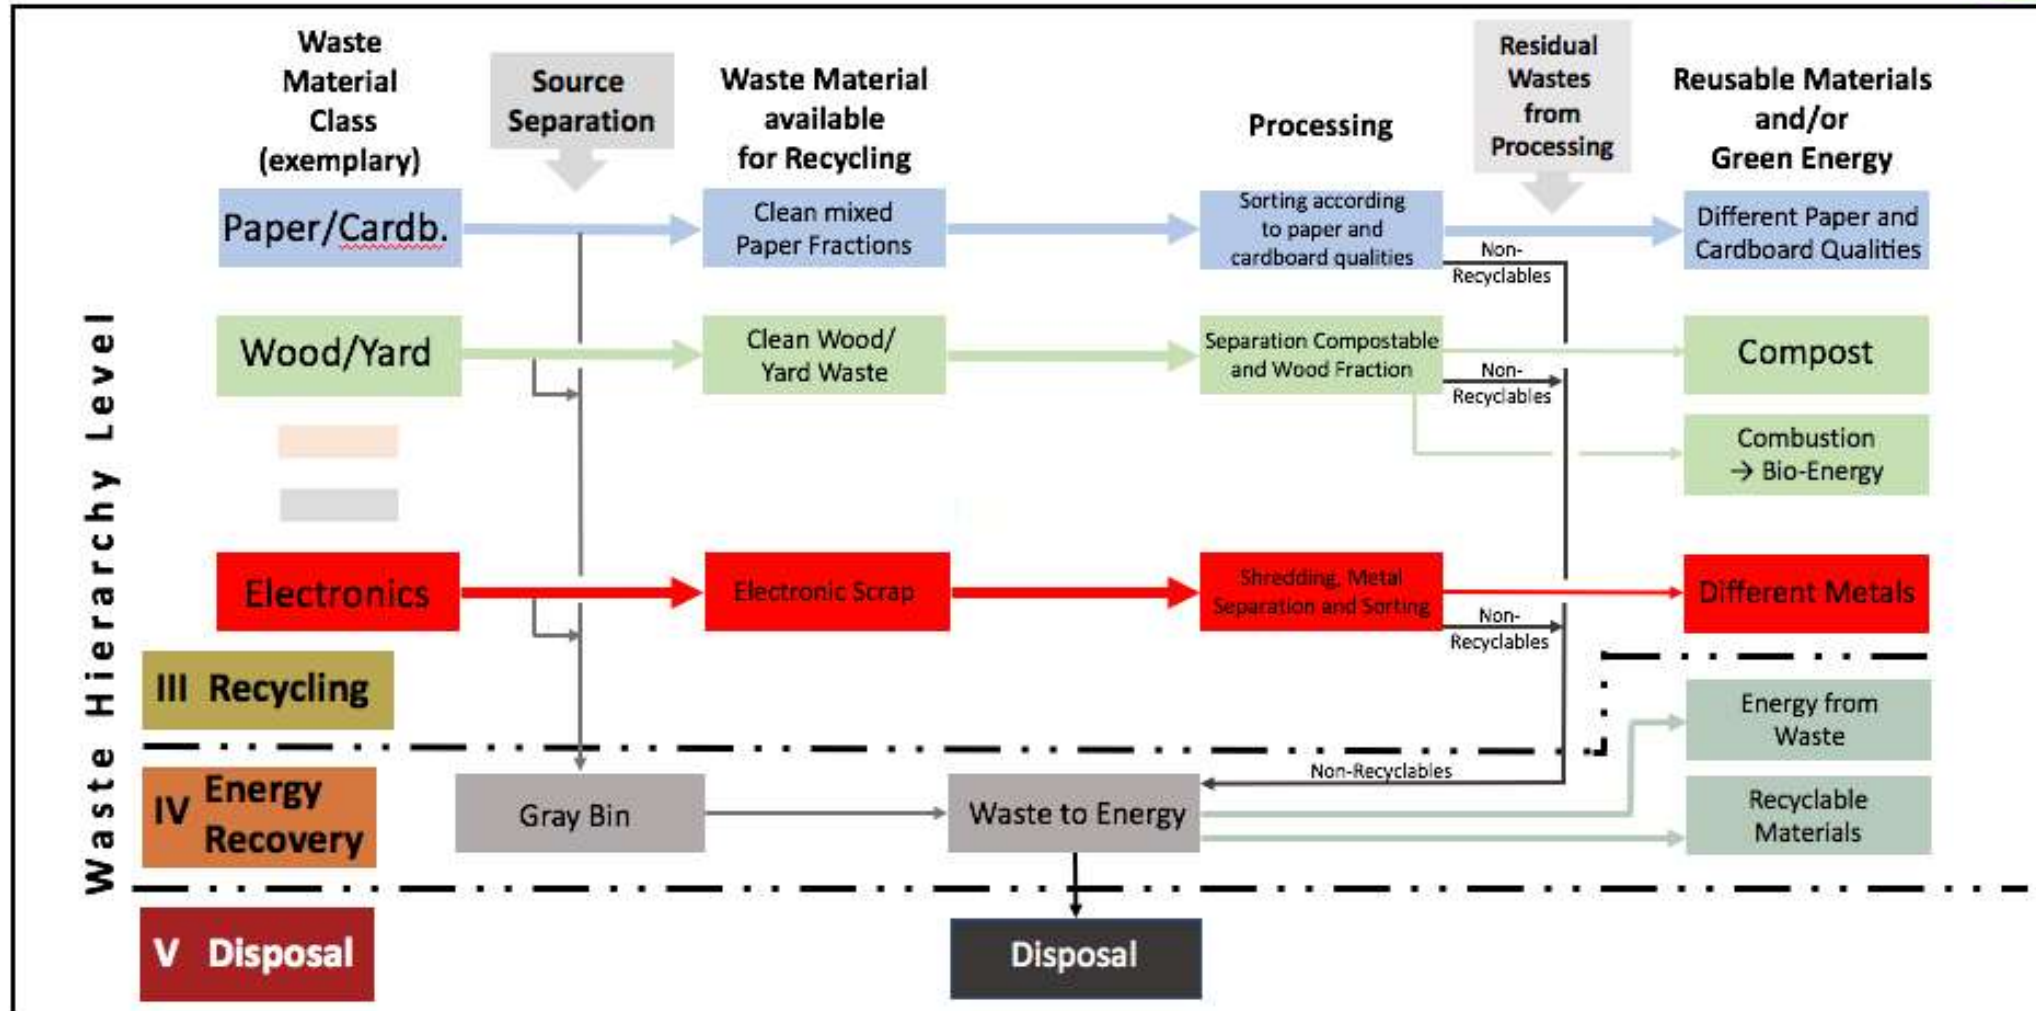 Waste
Material
Class
(exemplary)
Source
Separation
Waste Material
available
for Recycling
Processing
Residual
Wastes
from
Processing
Reusable Materials
and/or
Green Energy
Paper/Cardb.
Clean mixed
Paper Fractions
Sorting according
to paper and
cardboard qualities
Non-
Recyclables
Different Paper and
Cardboard Qualities
Wood/Yard
Clean Wood/
Yard Waste
Separation Compostable
and Wood Fraction
Non-
Recyclables
Compost
Combustion
→ Bio-Energy
Electronics
Electronic Scrap
Shredding, Metal
Separation and Sorting
Non-
Recyclables
Different Metals
Waste Hierarchy Level
III Recycling
Energy from
Waste
Non-Recyclables
IV Energy
Recovery
Gray Bin
Waste to Energy
Recyclable
Materials
V Disposal
Disposal